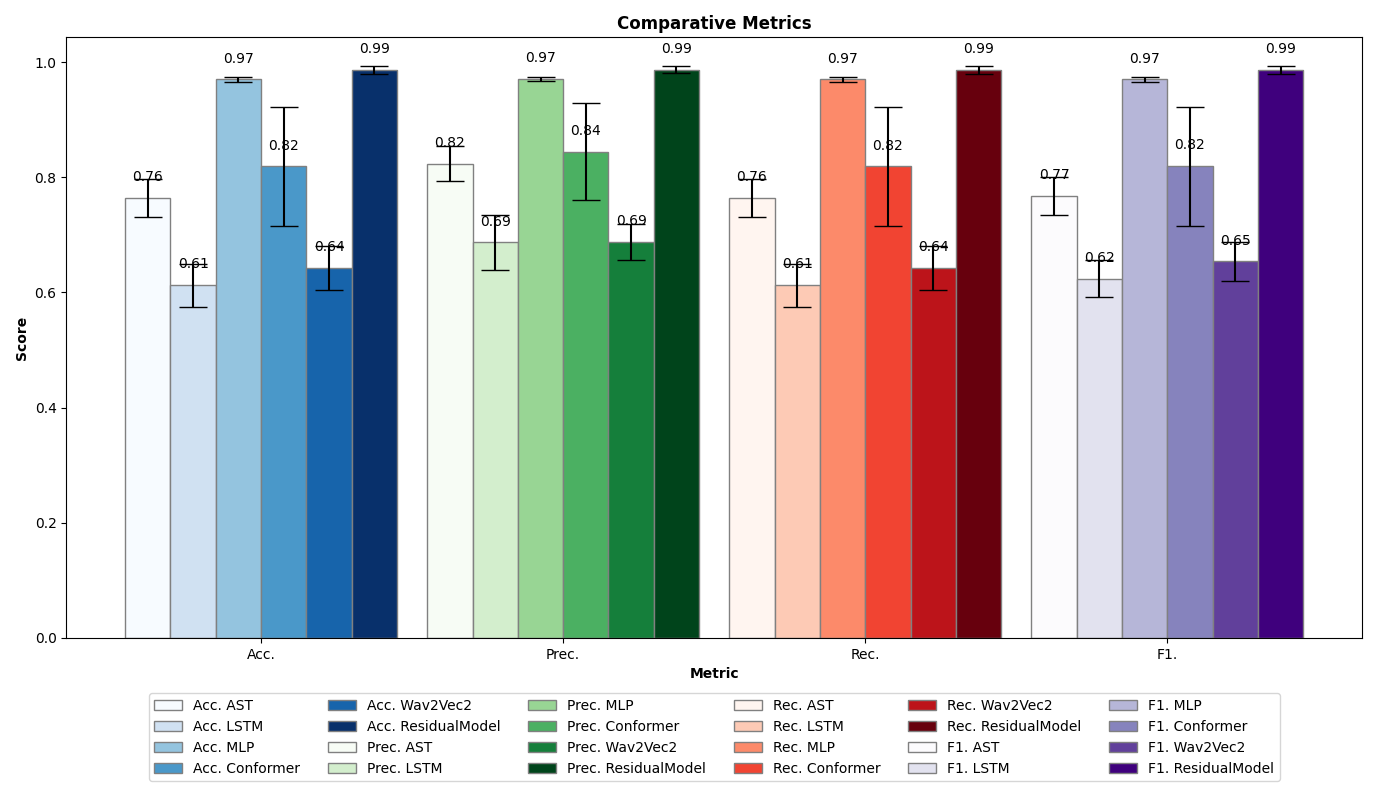 Comparative Metrics
Score
1.0
0.8
0.6
0.4
0.2
0.0
0.76
0.61
0.97
0.82
0.64
0.99
0.82
0.69
0.97
0.84
0.69
0.99
0.76
0.61
0.97
0.82
0.64
0.99
0.77
0.62
0.97
0.82
0.65
0.99
Acc.
Prec.
Rec.
F1.
Metric
Acc. AST
Acc. LSTM
Acc. MLP
Acc. Conformer
Acc. Wav2Vec2
Acc. ResidualModel
Prec. AST
Prec. LSTM
Prec. MLP
Prec. Conformer
Prec. Wav2Vec2
Prec. ResidualModel
Rec. AST
Rec. LSTM
Rec. MLP
Rec. Conformer
Rec. Wav2Vec2
Rec. ResidualModel
F1. AST
F1. LSTM
F1. MLP
F1. Conformer
F1. Wav2Vec2
F1. ResidualModel